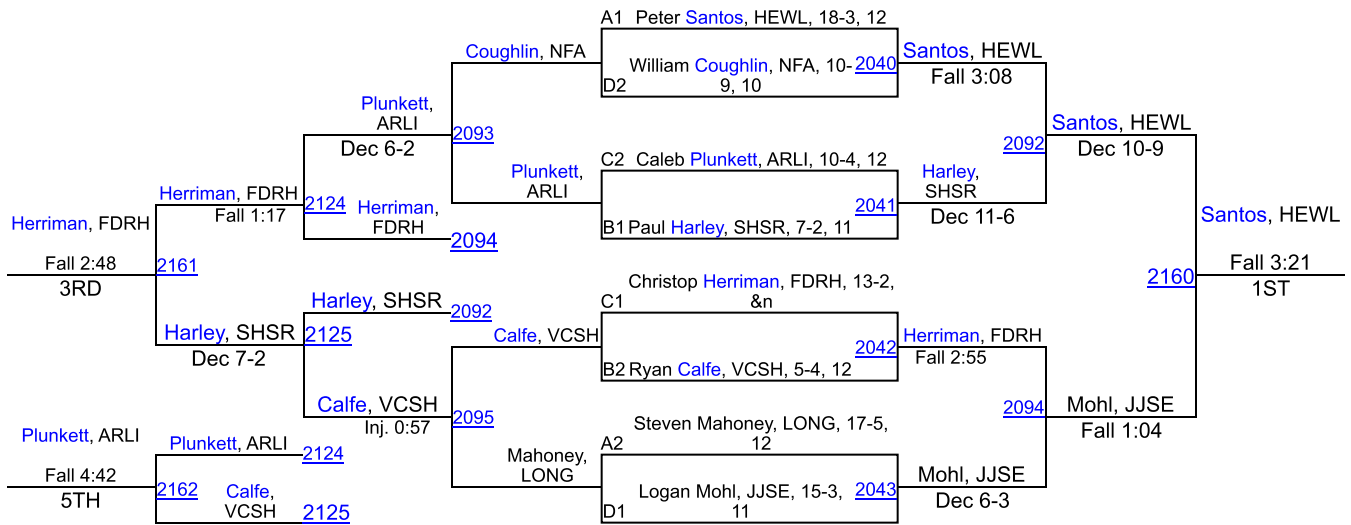 A1 Peter Santos, HEWL, 18-3, 12
William Coughlin, NFA, 10-
9, 10
D2
2040
Coughlin, NFA
Santos, HEWL
Fall 3:08
Plunkett,
ARLI
Dec 6-2
2093
C2 Caleb Plunkett, ARLI, 10-4, 12
B1 Paul Harley, SHSR, 7-2, 11
2041
Plunkett,
ARLI
Harley,
SHSR
Dec 11-6
2092
Santos, HEWL
Dec 10-9
Herriman, FDRH
Fall 1:17
2124
Herriman,
FDRH
2094
Herriman, FDRH
Fall 2:48
3RD
2161
Santos, HEWL
Fall 3:21
1ST
2160
Harley, SHSR
Dec 7-2
2125
Harley, SHSR
2092
Christop Herriman, FDRH, 13-2,
&n
C1
B2 Ryan Calfe, VCSH, 5-4, 12
2042
Calfe, VCSH
Herriman, FDRH
Fall 2:55
Calfe, VCSH
Inj. 0:57
2095
2094
Mohl, JJSE
Fall 1:04
Steven Mahoney, LONG, 17-5,
12
A2
Logan Mohl, JJSE, 15-3,
11
D1
2043
Mahoney,
LONG
Mohl, JJSE
Dec 6-3
Plunkett, ARLI
Fall 4:42
5TH
2162
Plunkett, ARLI
2124
Calfe,
VCSH
2125